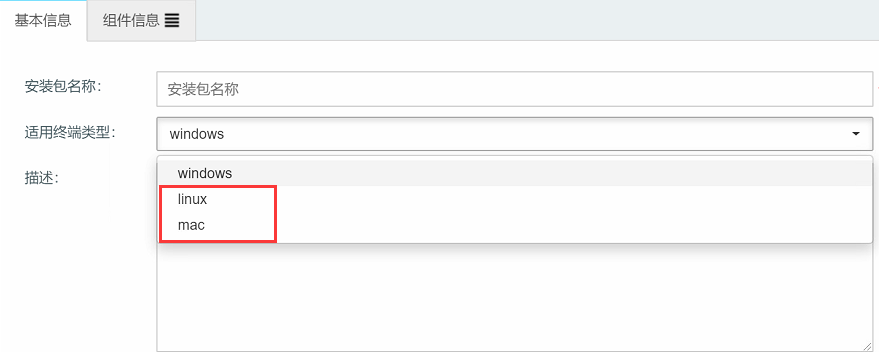 基本信息
组件信息
安装包名称：
安装包名称
适用终端类型：
windows
描述：
windows
linux
mac